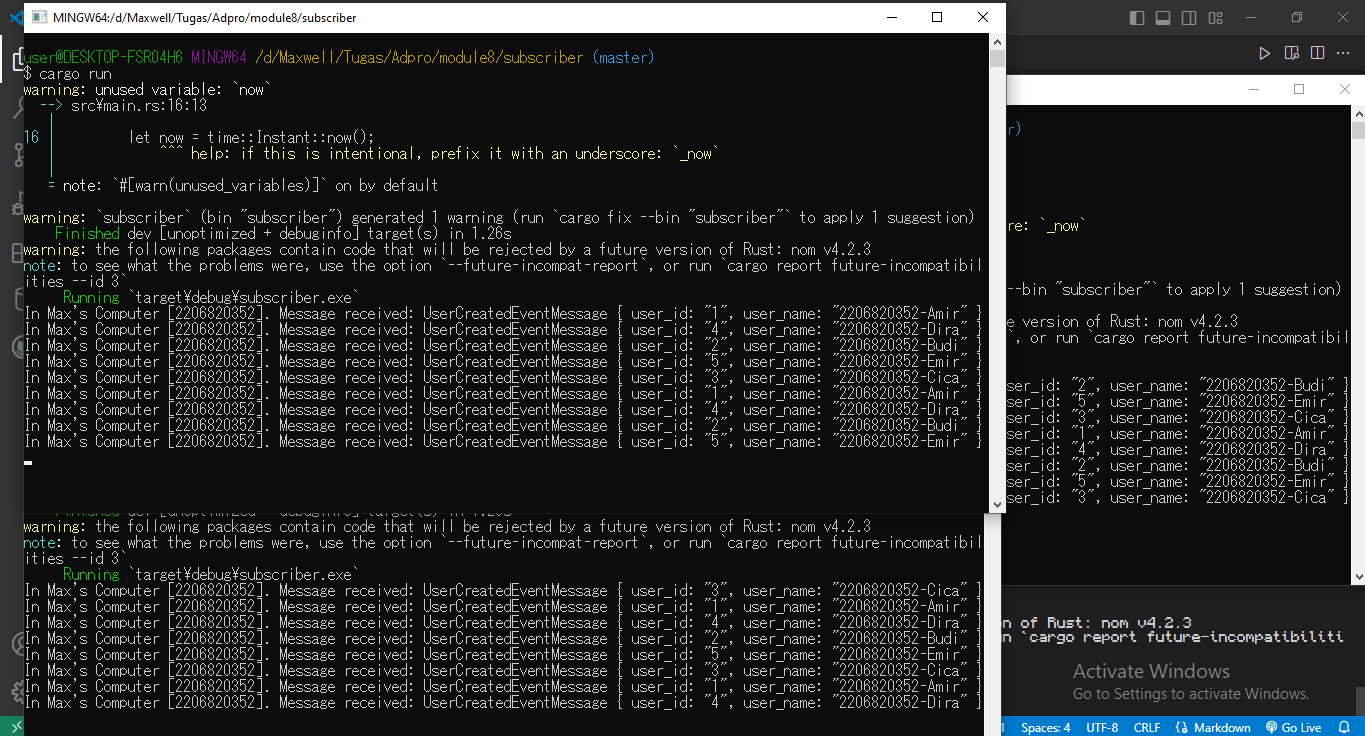 MINGW64:/d/Maxwell/Tugas/Adpro/module8/subscriber
user@DESKTOP-FSRO4H6 MINGW64 /d/Maxwell/Tugas/Adpro/module8/subscriber (master)
$ cargo run
warning: unused variable: `now`
--> src¥main.rs:16:13
|
16 | let now = time::Instant::now();
| ^^^ help: if this is intentional, prefix it with an underscore: `_now`
|
= note: `#[warn(unused_variables)]` on by default
warning: `subscriber` (bin "subscriber") generated 1 warning (run `cargo fix --bin "subscriber"` to apply 1 suggestion)
Finished dev [unoptimized + debuginfo] target(s) in 1.26s
warning: the following packages contain code that will be rejected by a future version of Rust: nom v4.2.3
note: to see what the problems were, use the option `--future-incompat-report`, or run `cargo report future-incompatibil
ities --id 3`
Running `target¥debug¥subscriber.exe`
In Max's Computer [2206820352]. Message received: UserCreatedEventMessage { user_id: "1", user_name: "2206820352-Amir" }
In Max's Computer [2206820352]. Message received: UserCreatedEventMessage { user_id: "4", user_name: "2206820352-Dira" }
In Max's Computer [2206820352]. Message received: UserCreatedEventMessage { user_id: "2", user_name: "2206820352-Budi" }
In Max's Computer [2206820352]. Message received: UserCreatedEventMessage { user_id: "5", user_name: "2206820352-Emir" }
In Max's Computer [2206820352]. Message received: UserCreatedEventMessage { user_id: "3", user_name: "2206820352-Cica" }
In Max's Computer [2206820352]. Message received: UserCreatedEventMessage { user_id: "1", user_name: "2206820352-Amir" }
In Max's Computer [2206820352]. Message received: UserCreatedEventMessage { user_id: "4", user_name: "2206820352-Dira" }
In Max's Computer [2206820352]. Message received: UserCreatedEventMessage { user_id: "2", user_name: "2206820352-Budi" }
In Max's Computer [2206820352]. Message received: UserCreatedEventMessage { user_id: "5", user_name: "2206820352-Emir" }
r)
re: `_now`
--bin "subscriber"` to apply 1 suggestion)
e version of Rust: nom v4.2.3
`, or run `cargo report future-incompatibil
ser_id: "2", user_name: "2206820352-Budi" }
ser_id: "5", user_name: "2206820352-Emir" }
ser_id: "3", user_name: "2206820352-Cica" }
ser_id: "1", user_name: "2206820352-Amir" }
ser_id: "4", user_name: "2206820352-Dira" }
ser_id: "2", user_name: "2206820352-Budi" }
ser_id: "5", user_name: "2206820352-Emir" }
ser_id: "3", user_name: "2206820352-Cica" }
warning: the following packages contain code that will be rejected by a future version of Rust: nom v4.2.3
note: to see what the problems were, use the option `--future-incompat-report`, or run `cargo report future-incompatibil
ities --id 3`
Running `target¥debug¥subscriber.exe`
In Max's Computer [2206820352]. Message received: UserCreatedEventMessage { user_id: "3", user_name: "2206820352-Cica" }
In Max's Computer [2206820352]. Message received: UserCreatedEventMessage { user_id: "1", user_name: "2206820352-Amir" }
In Max's Computer [2206820352]. Message received: UserCreatedEventMessage { user_id: "4", user_name: "2206820352-Dira" }
In Max's Computer [2206820352]. Message received: UserCreatedEventMessage { user_id: "2", user_name: "2206820352-Budi" }
In Max's Computer [2206820352]. Message received: UserCreatedEventMessage { user_id: "5", user_name: "2206820352-Emir" }
In Max's Computer [2206820352]. Message received: UserCreatedEventMessage { user_id: "3", user_name: "2206820352-Cica" }
In Max's Computer [2206820352]. Message received: UserCreatedEventMessage { user_id: "1", user_name: "2206820352-Amir" }
In Max's Computer [2206820352]. Message received: UserCreatedEventMessage { user_id: "4", user_name: "2206820352-Dira" }
on of Rust: nom v4.2.3
n `cargo report future-incompatibiliti
Activate Windows
Go to Settings to activate Windows.
Spaces: 4 UTF-8 CRLF Markdown Go Live